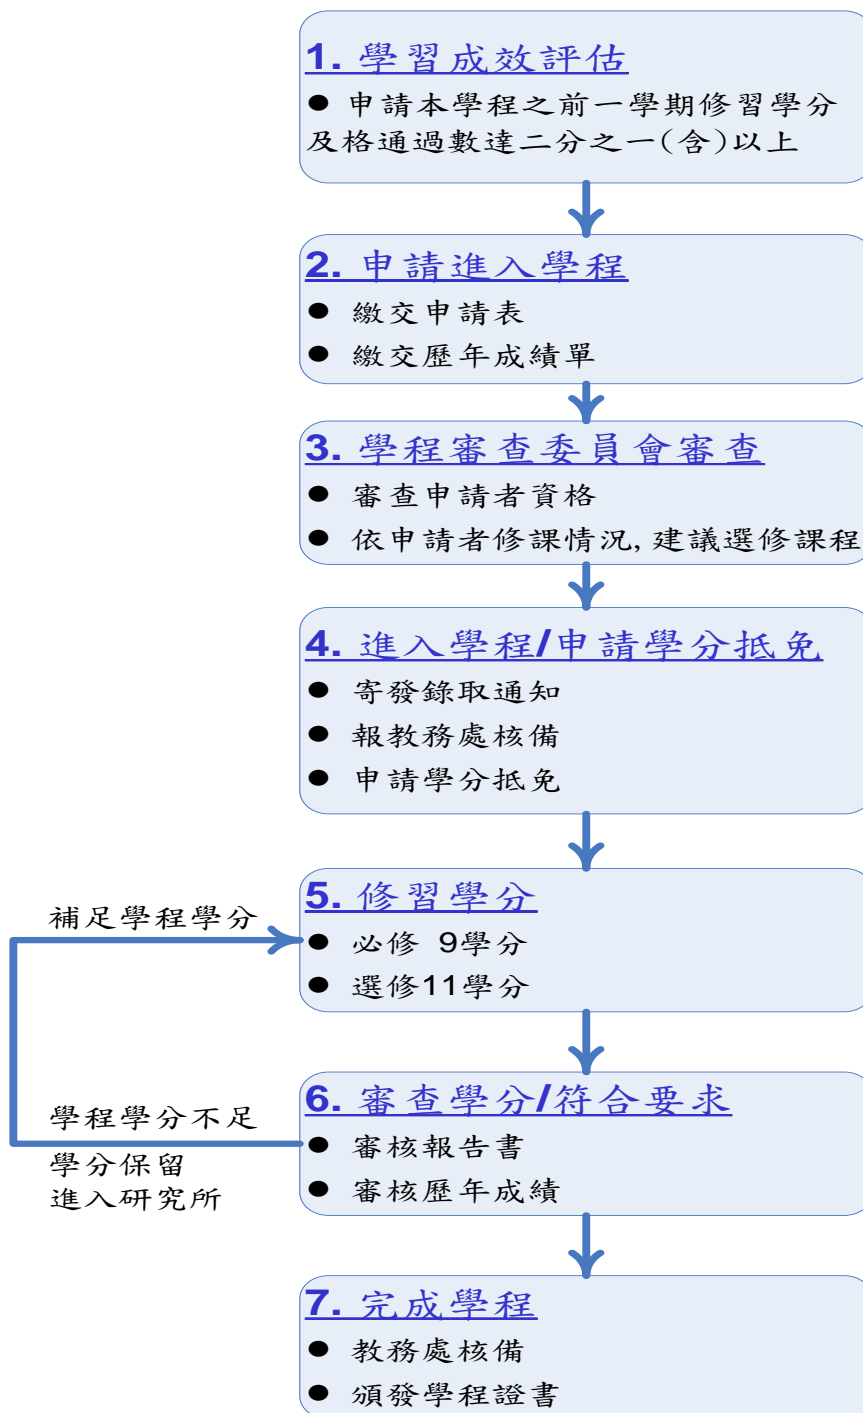 1. 學習成效評估
● 申請本學程之前一學期修習學分
及格通過數達二分之一(含)以上
2. 申請進入學程
● 繳交申請表
● 繳交歷年成績單
3. 學程審查委員會審查
● 審查申請者資格
● 依申請者修課情況, 建議選修課程
4. 進入學程/申請學分抵免
● 寄發錄取通知
● 報教務處核備
● 申請學分抵免
補足學程學分
5. 修習學分
● 必修 9學分
● 選修11學分
學程學分不足
學分保留
進入研究所
6. 審查學分/符合要求
● 審核報告書
● 審核歷年成績
7. 完成學程
● 教務處核備
● 頒發學程證書